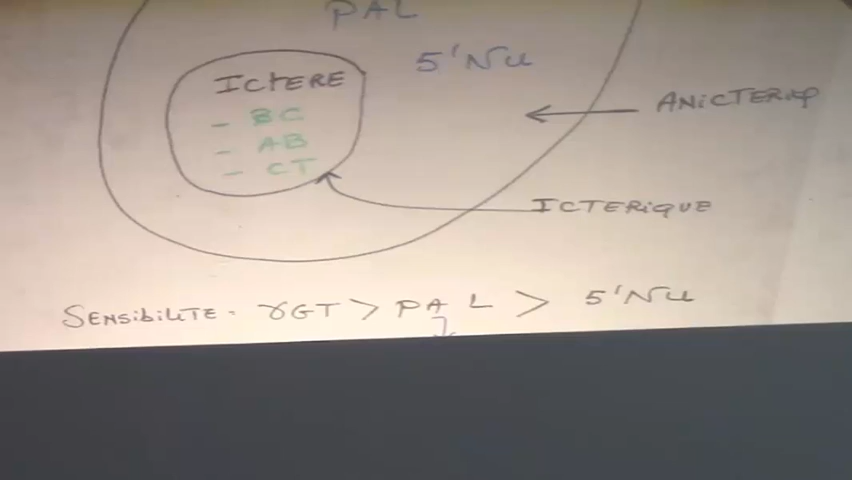 PAL
5'Nu
ICTERE
- BC
- AB
- CT
ANICTERIQ
ICTERIQUE
SENSIBILITE. γGT > PAL > 5'Nu